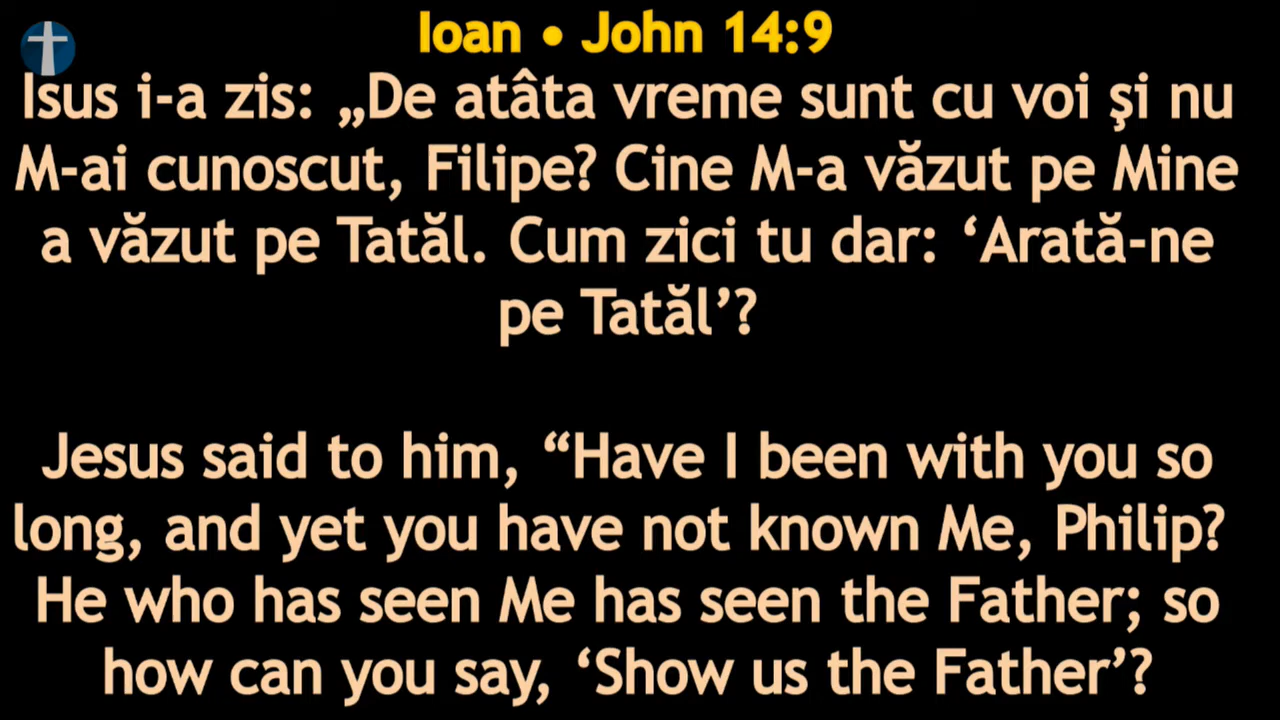 Ioan • John 14:9
Isus i-a zis: „De atâta vreme sunt cu voi şi nu
M-ai cunoscut, Filipe? Cine M-a văzut pe Mine
a văzut pe Tatăl. Cum zici tu dar: ‘Arată-ne
pe Tatăl’?
Jesus said to him, “Have I been with you so
long, and yet you have not known Me, Philip?
He who has seen Me has seen the Father; so
how can you say, ‘Show us the Father’?